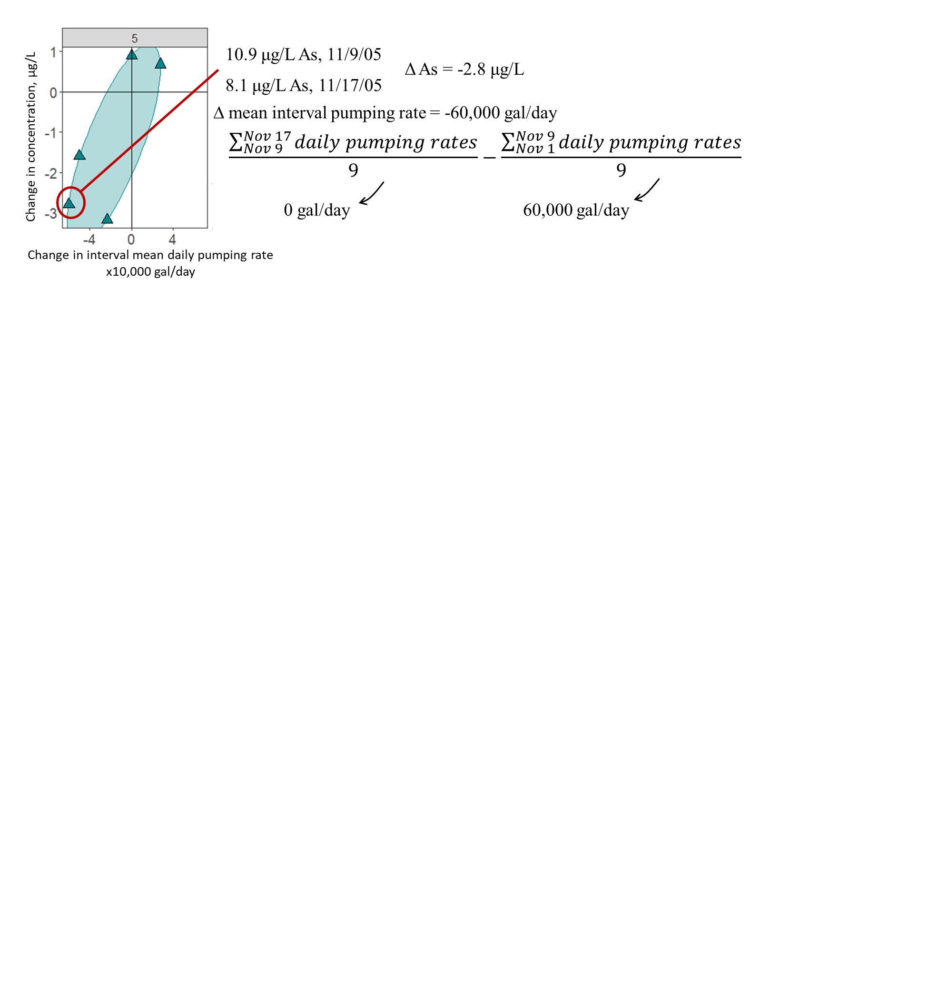 5
1
0
-1
-2
-3
-4 0 4
Change in concentration, µg/L
Change in interval mean daily pumping rate
x10,000 gal/day
10.9 µg/L As, 11/9/05
8.1 µg/L As, 11/17/05
Δ As = -2.8 µg/L
Δ mean interval pumping rate = -60,000 gal/day
∑ Nov 17 Nov 9 daily pumping rates / 9 − ∑ Nov 9 Nov 1 daily pumping rates / 9
0 gal/day 60,000 gal/day